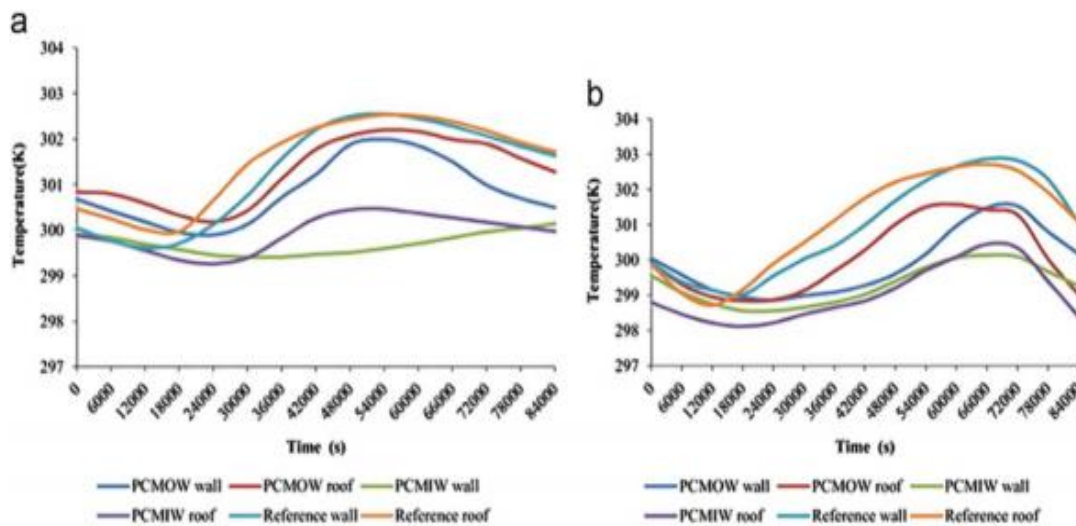 a
304
303
302
301
300
299
298
297
Temperature(K)
0 6000 12000 18000 24000 30000 36000 42000 48000 54000 60000 66000 72000 78000 84000
Time (s)
PCMOW wall PCMOW roof PCMIW wall
PCMIW roof Reference wall Reference roof
b
304
303
302
301
300
299
298
297
Temperature(K)
0 6000 12000 18000 24000 30000 36000 42000 48000 54000 60000 66000 72000 78000 84000
Time (s)
PCMOW wall PCMOW roof PCMIW wall
PCMIW roof Reference wall Reference roof